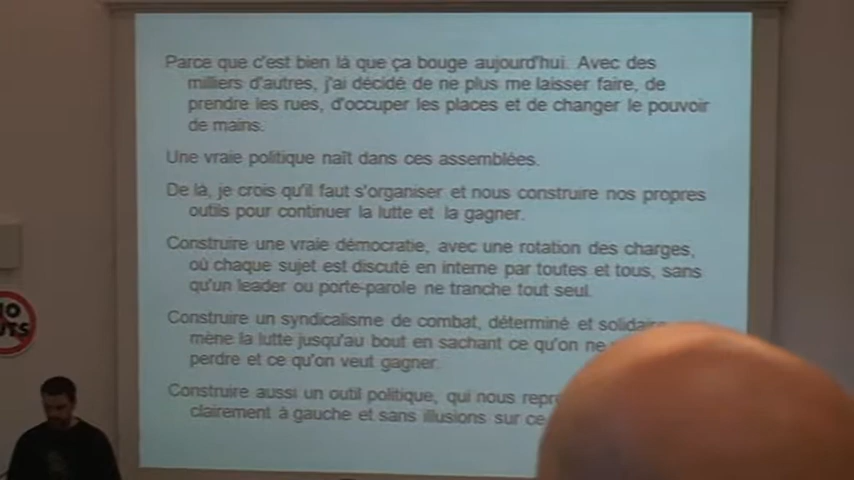 Parce que c'est bien là que ça bouge aujourd'hui. Avec des
milliers d'autres, j'ai décidé de ne plus me laisser faire, de
prendre les rues, d'occuper les places et de changer le pouvoir
de mains.
Une vraie politique naît dans ces assemblées.
De là, je crois qu'il faut s'organiser et nous construire nos propres
outils pour continuer la lutte et la gagner.
Construire une vraie démocratie, avec une rotation des charges,
où chaque sujet est discuté en interne par toutes et tous, sans
qu'un leader ou porte-parole ne tranche tout seul.
Construire un syndicalisme de combat, déterminé et
mène la lutte jusqu'au bout en sachant ce qu'on ne
perdre et ce qu'on veut gagner.
Construire aussi un outil politique, qui nous
clairement à gauche et sans illusions sur